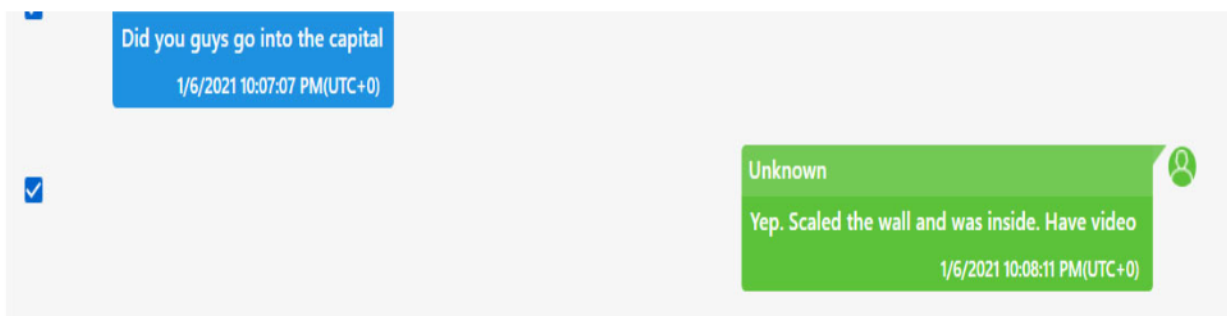 Did you guys go into the capital
1/6/2021 10:07:07 PM(UTC+0)
Unknown
Yep. Scaled the wall and was inside. Have video
1/6/2021 10:08:11 PM(UTC+0)